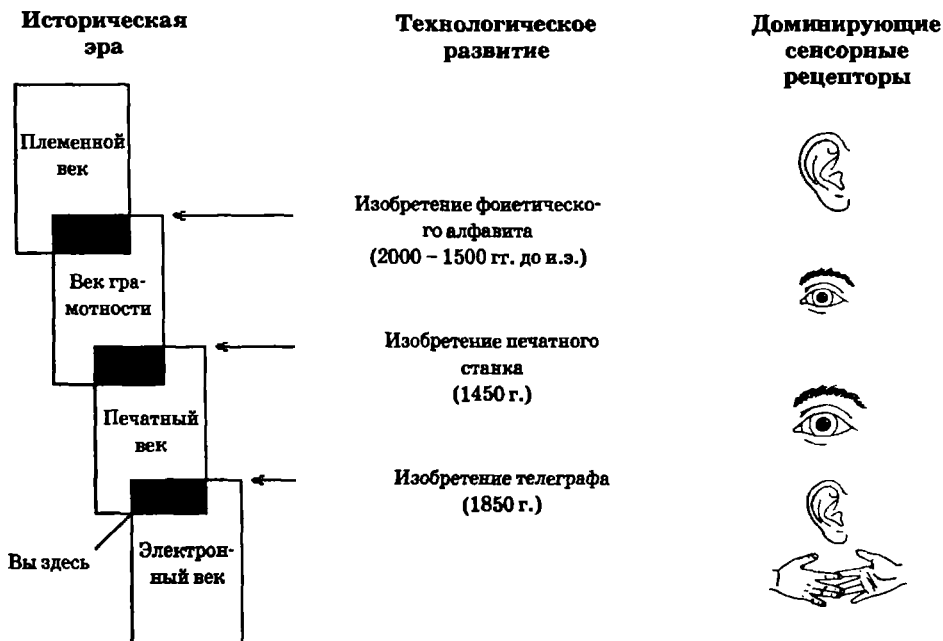 Историческая
эра
Технологическое
развитие
Доминирующие
сенсорные
рецепторы
Племенной
век
Изобретение фонетическо-
го алфавита
(2000 – 1500 гг. до н.э.)
Век гра-
мотности
Изобретение печатного
станка
(1450 г.)
Печатный
век
Изобретение телеграфа
(1850 г.)
Вы здесь
Электрон-
ный век